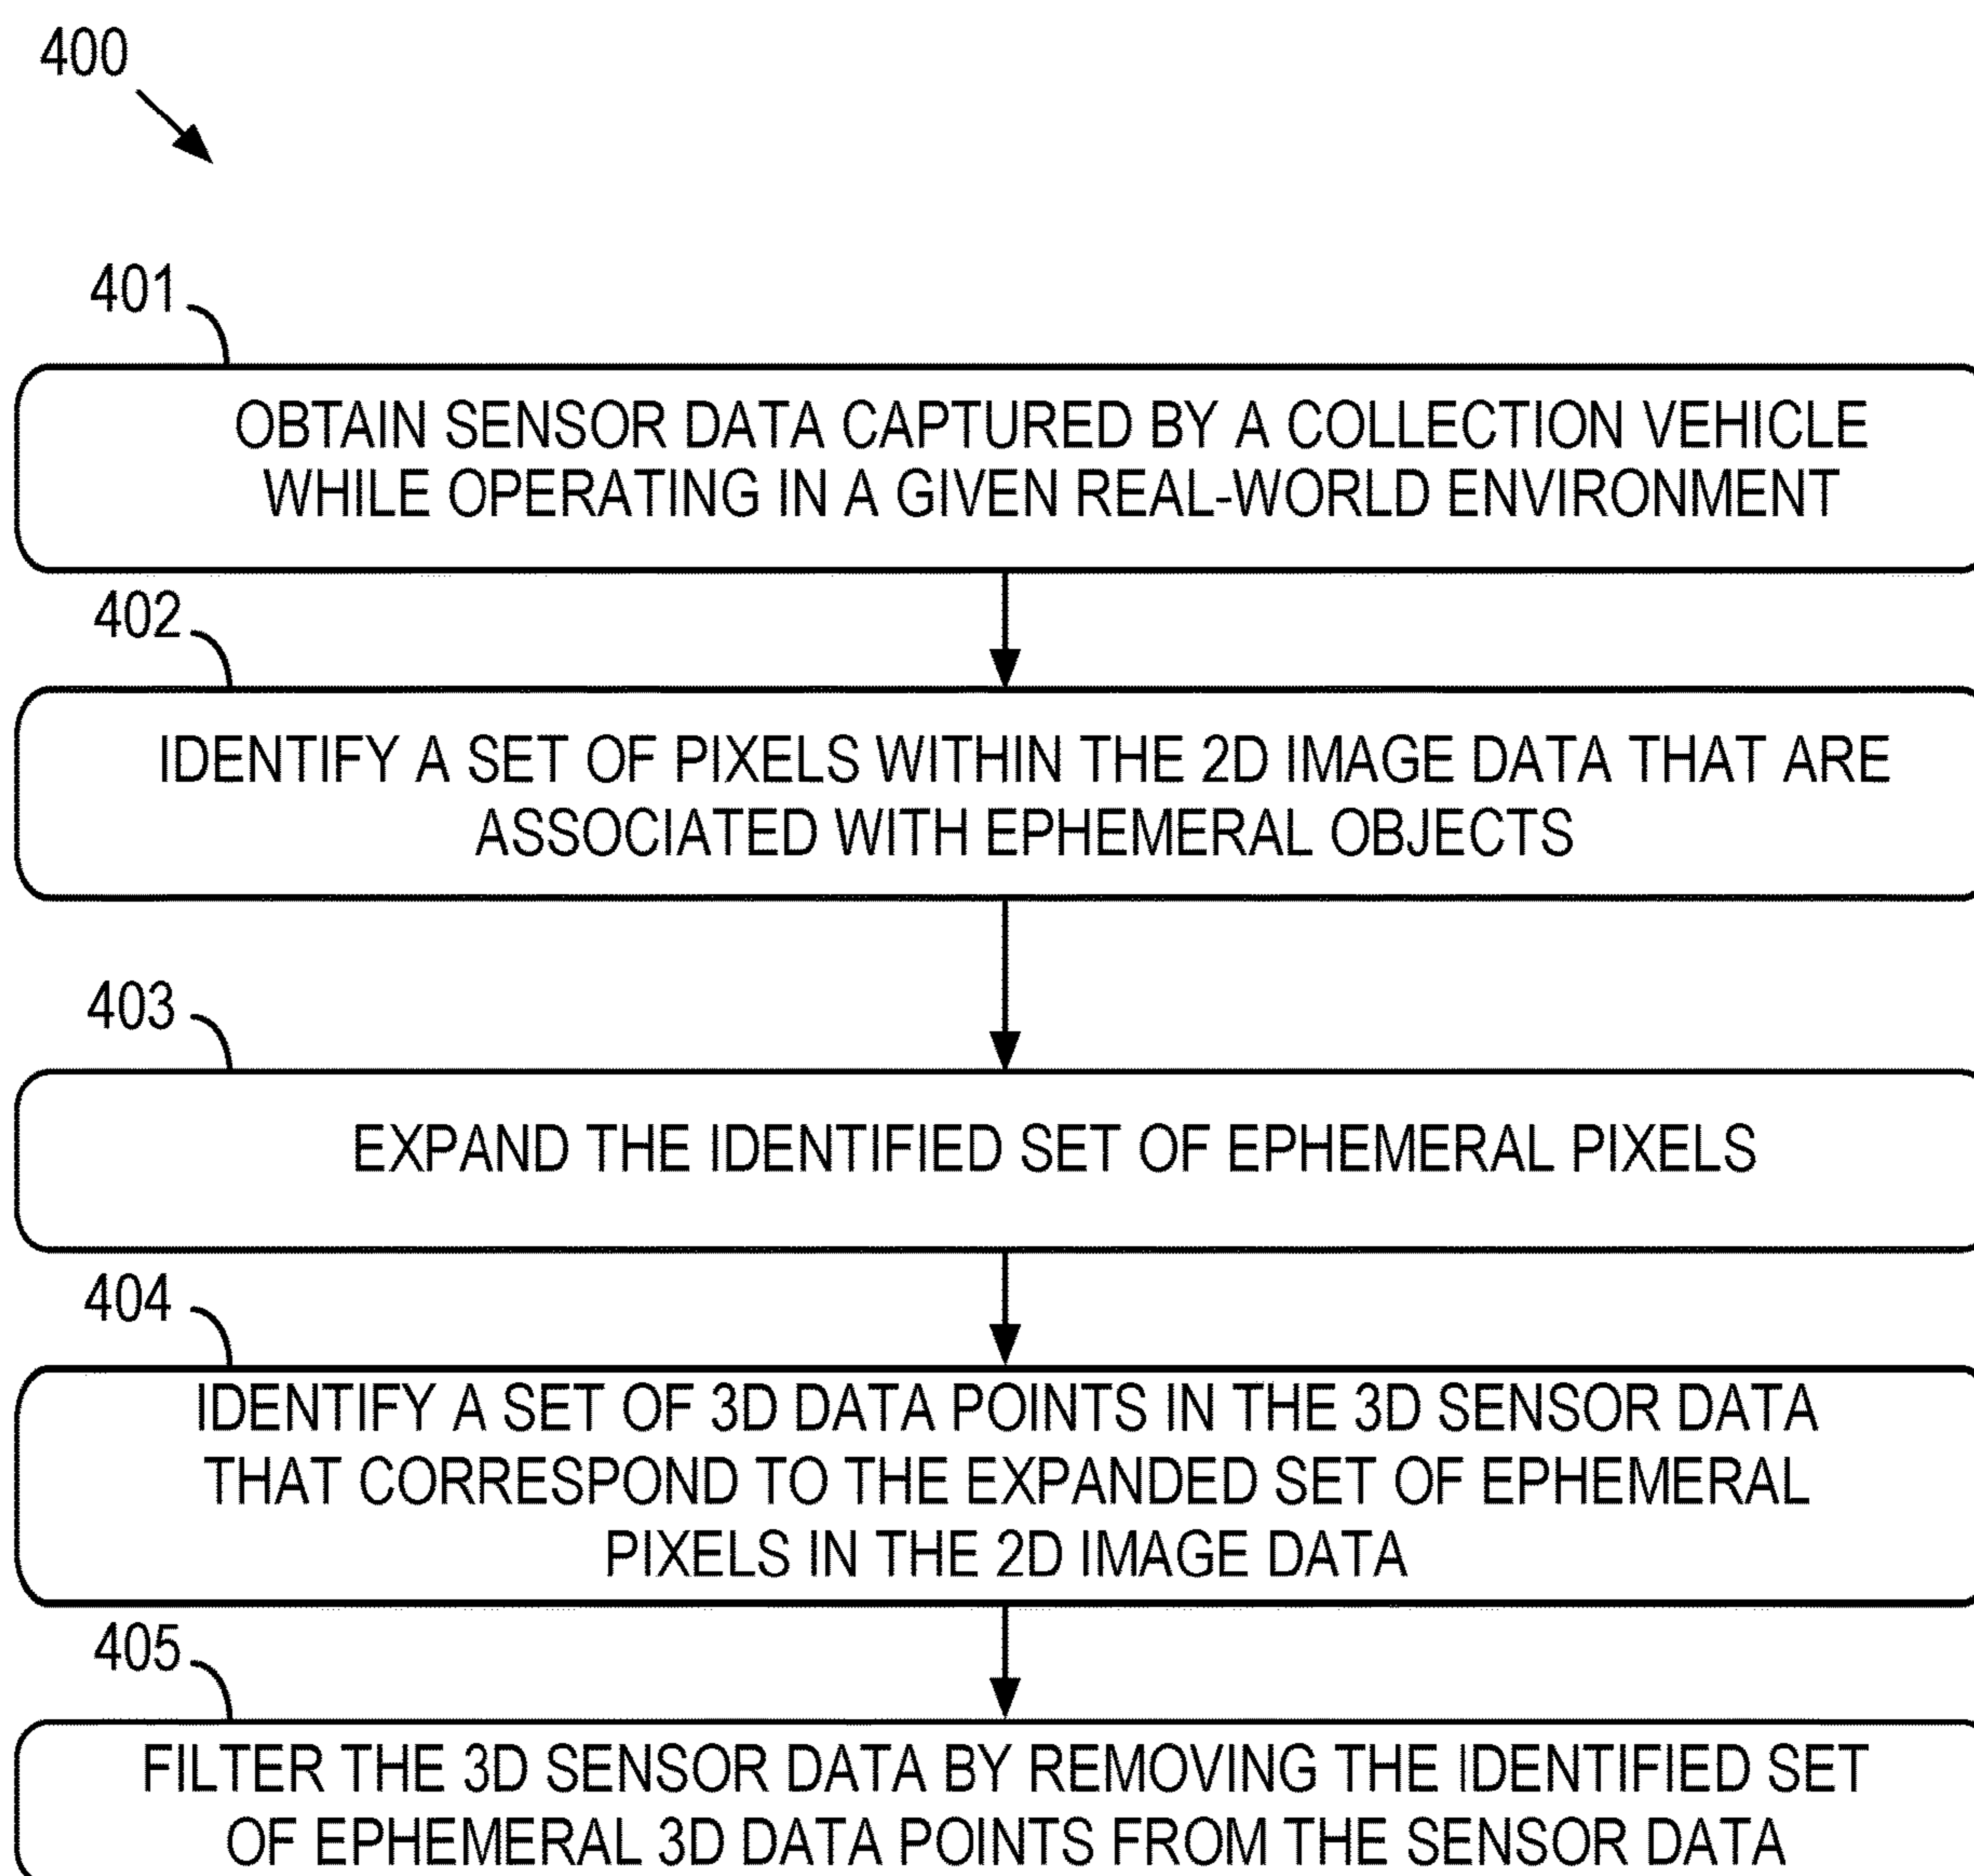 400
401
OBTAIN SENSOR DATA CAPTURED BY A COLLECTION VEHICLE
WHILE OPERATING IN A GIVEN REAL-WORLD ENVIRONMENT
402
IDENTIFY A SET OF PIXELS WITHIN THE 2D IMAGE DATA THAT ARE
ASSOCIATED WITH EPHEMERAL OBJECTS
403
EXPAND THE IDENTIFIED SET OF EPHEMERAL PIXELS
404
IDENTIFY A SET OF 3D DATA POINTS IN THE 3D SENSOR DATA
THAT CORRESPOND TO THE EXPANDED SET OF EPHEMERAL
PIXELS IN THE 2D IMAGE DATA
405
FILTER THE 3D SENSOR DATA BY REMOVING THE IDENTIFIED SET
OF EPHEMERAL 3D DATA POINTS FROM THE SENSOR DATA